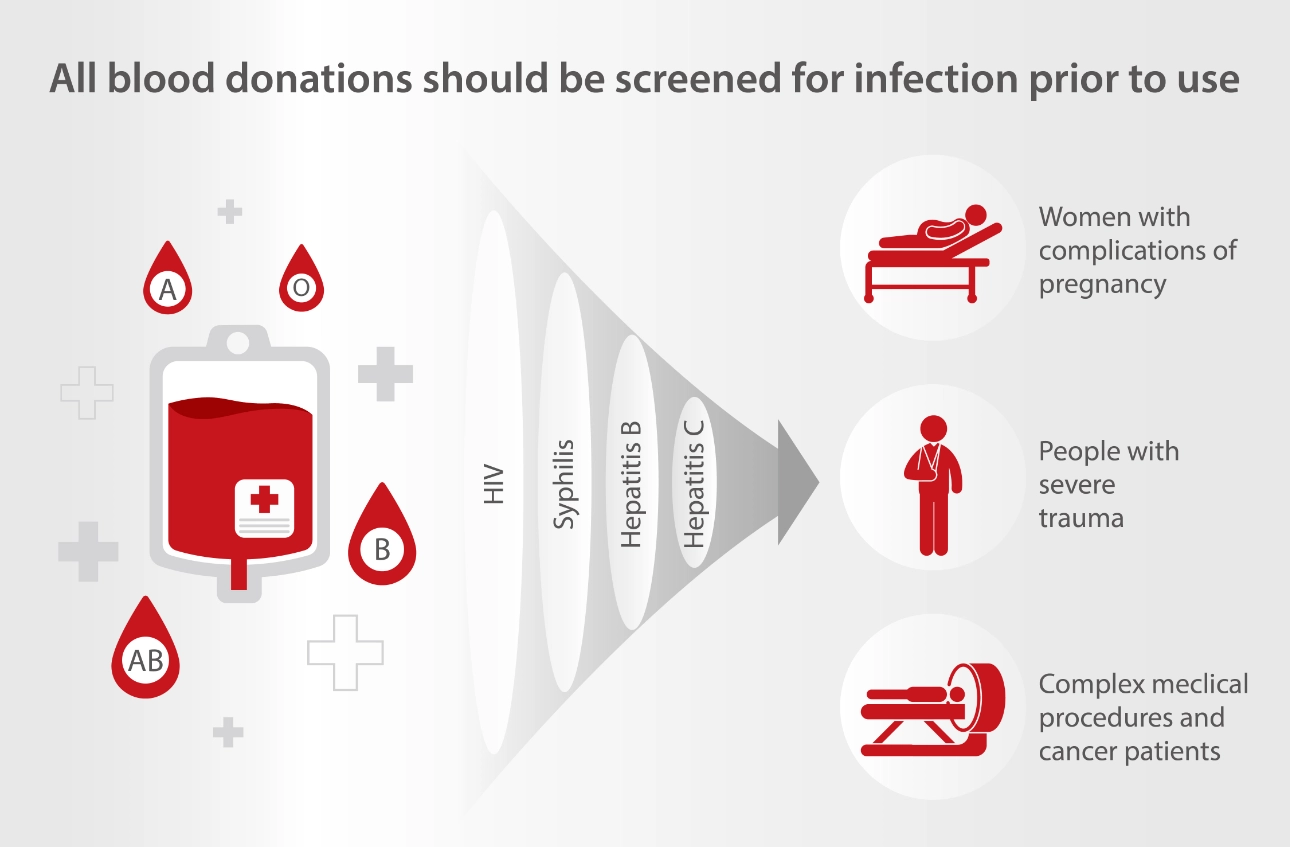 All blood donations should be screened for infection prior to use
A
O
B
AB
HIV
Syphilis
Hepatitis B
Hepatitis C
Women with
complications of
pregnancy
People with
severe
trauma
Complex meclical
procedures and
cancer patients